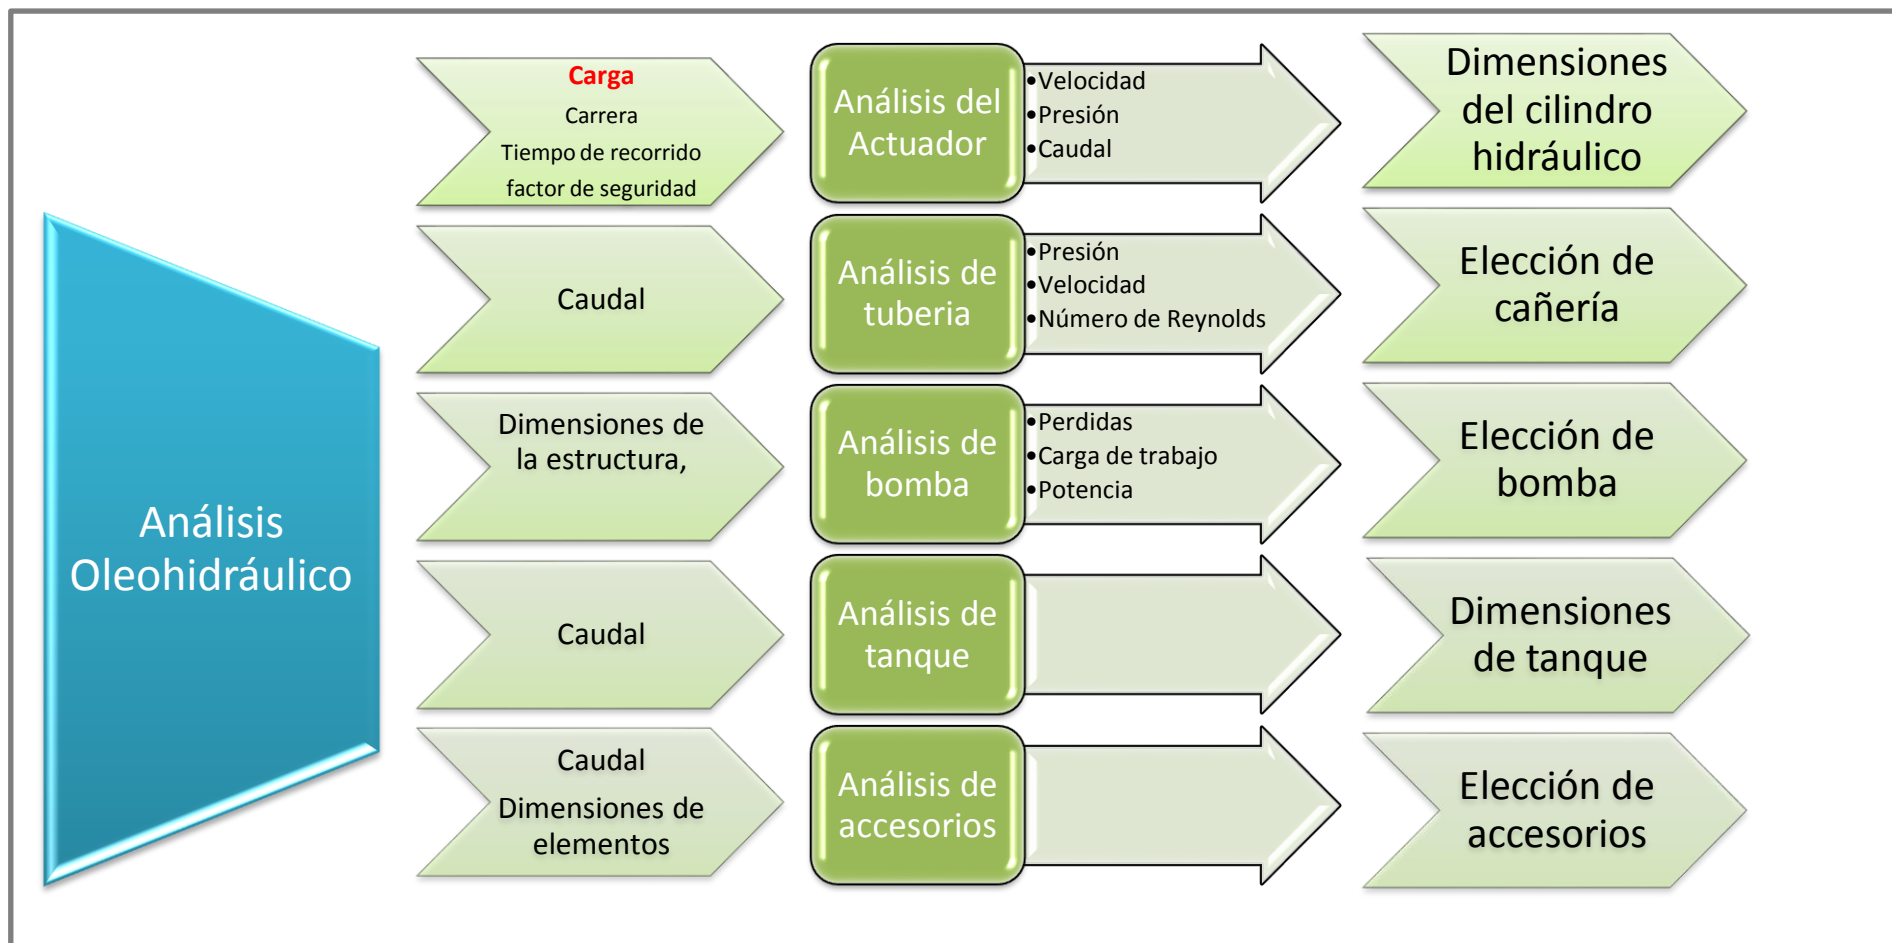 Análisis
Oleohidráulico
Carga
Carrera
Tiempo de recorrido
factor de seguridad
Análisis del
Actuador
•Velocidad
•Presión
•Caudal
Dimensiones
del cilindro
hidráulico
Caudal
Análisis de
tuberia
•Presión
•Velocidad
•Número de Reynolds
Elección de
cañería
Dimensiones de
la estructura,
Análisis de
bomba
•Perdidas
•Carga de trabajo
•Potencia
Elección de
bomba
Caudal
Análisis de
tanque
Dimensiones
de tanque
Caudal
Dimensiones de
elementos
Análisis de
accesorios
Elección de
accesorios